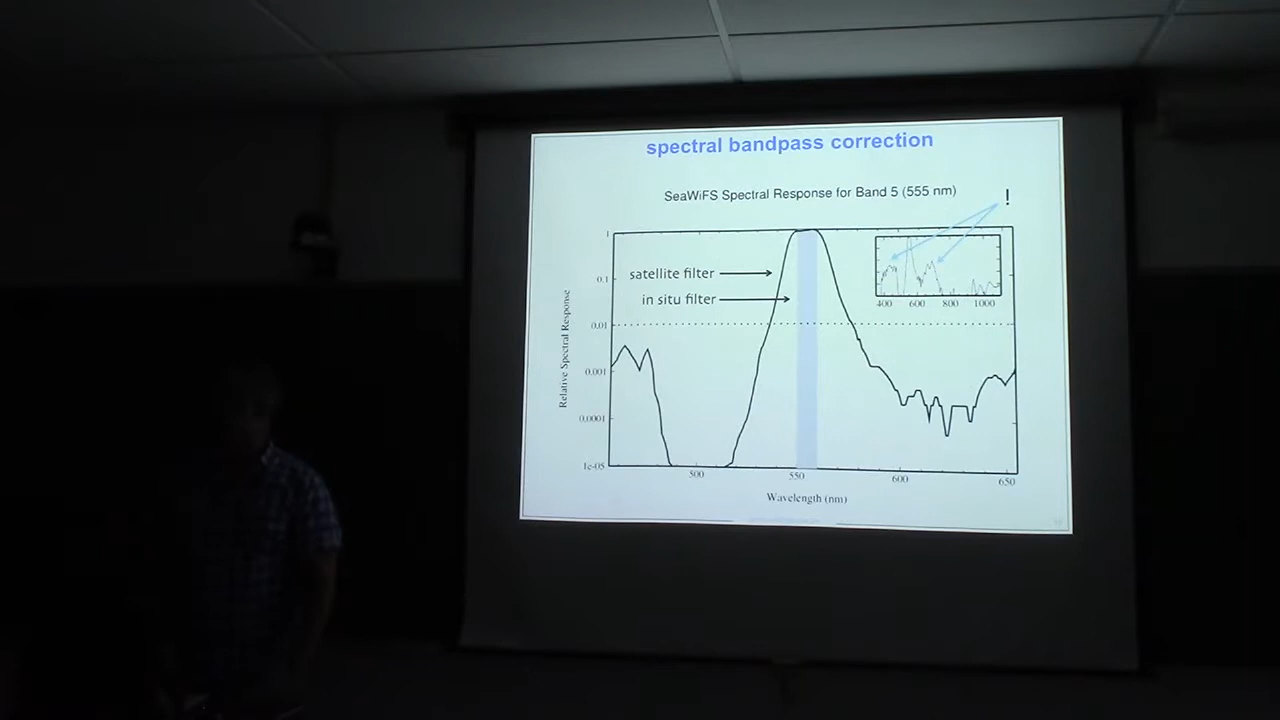 spectral bandpass correction
SeaWiFS Spectral Response for Band 5 (555 nm)
!
satellite filter
in situ filter
Relative Spectral Response
1
0.1
0.01
0.001
0.0001
1e-05
500
550
600
650
Wavelength (nm)
400
600
800
1000